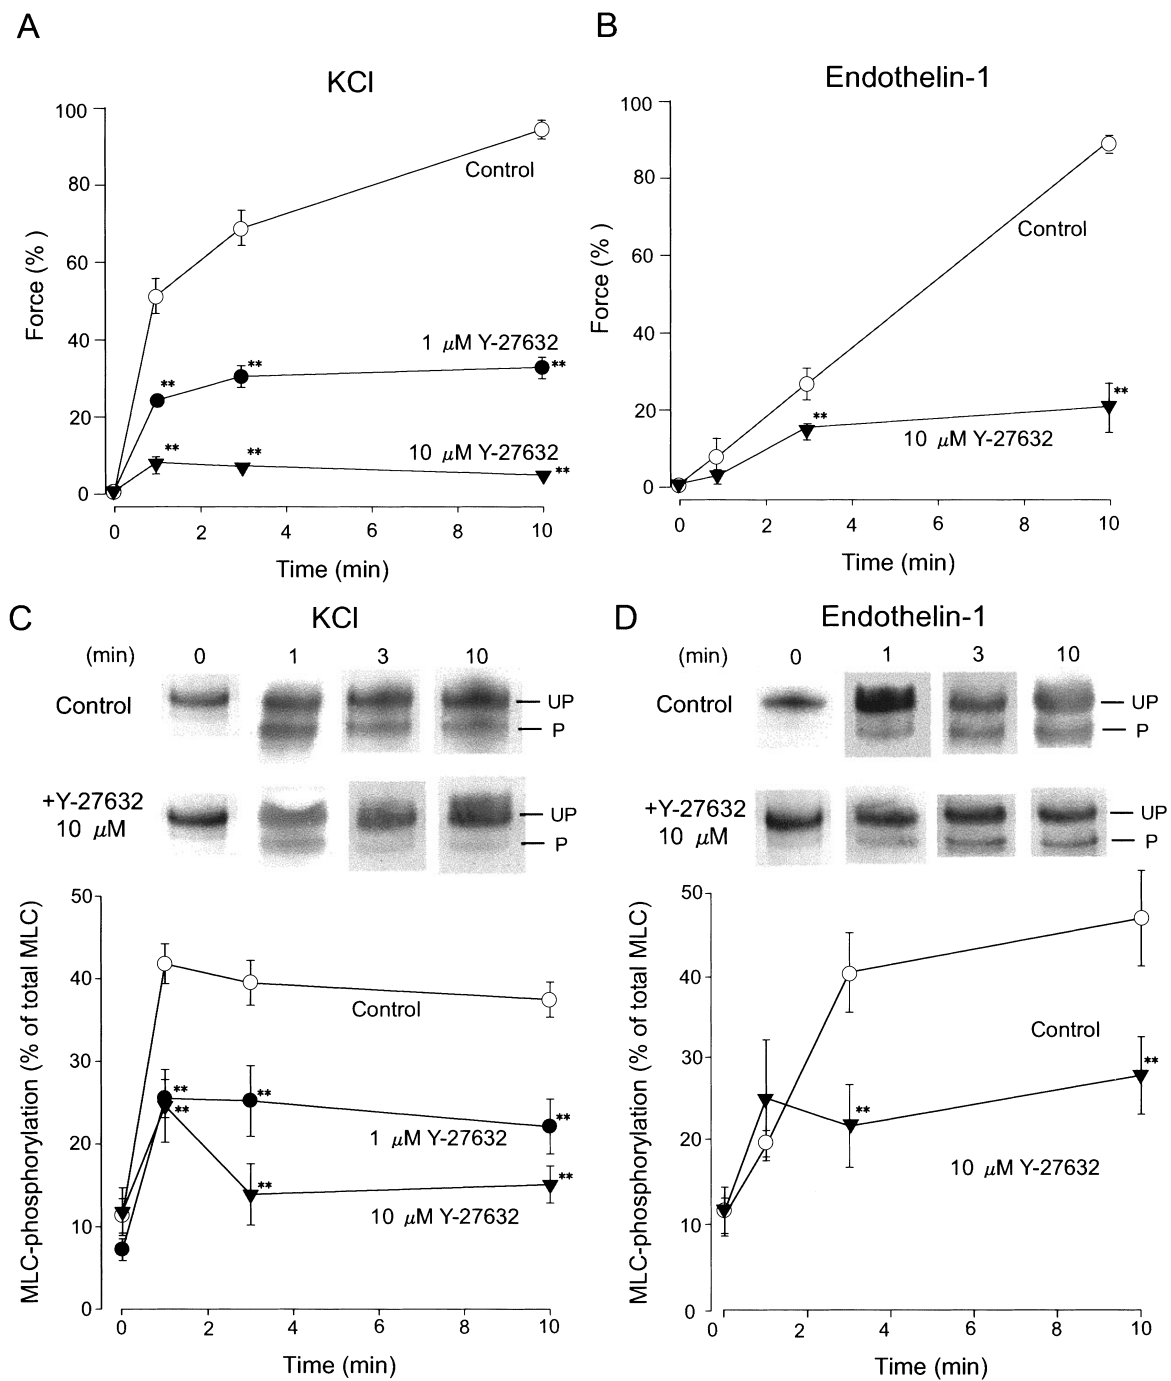 A
KCl
100
80
60
40
20
0
Force (% )
Control
1 μM Y-27632
**
**
**
10 μM Y-27632
**
**
**
0 2 4 6 8 10
Time (min)
B
Endothelin-1
100
80
60
40
20
0
Force (% )
Control
**
**
10 μM Y-27632
0 2 4 6 8 10
Time (min)
C
KCl
(min) 0 1 3 10
Control
UP
P
+Y-27632
10 μM
UP
P
50
40
30
20
10
0
MLC-phosphorylation (% of total MLC)
Control
**
**
**
1 μM Y-27632
**
**
**
10 μM Y-27632
0 2 4 6 8 10
Time (min)
D
Endothelin-1
(min) 0 1 3 10
Control
UP
P
+Y-27632
10 μM
UP
P
50
40
30
20
10
0
MLC-phosphorylation (% of total MLC)
Control
**
**
10 μM Y-27632
0 2 4 6 8 10
Time (min)